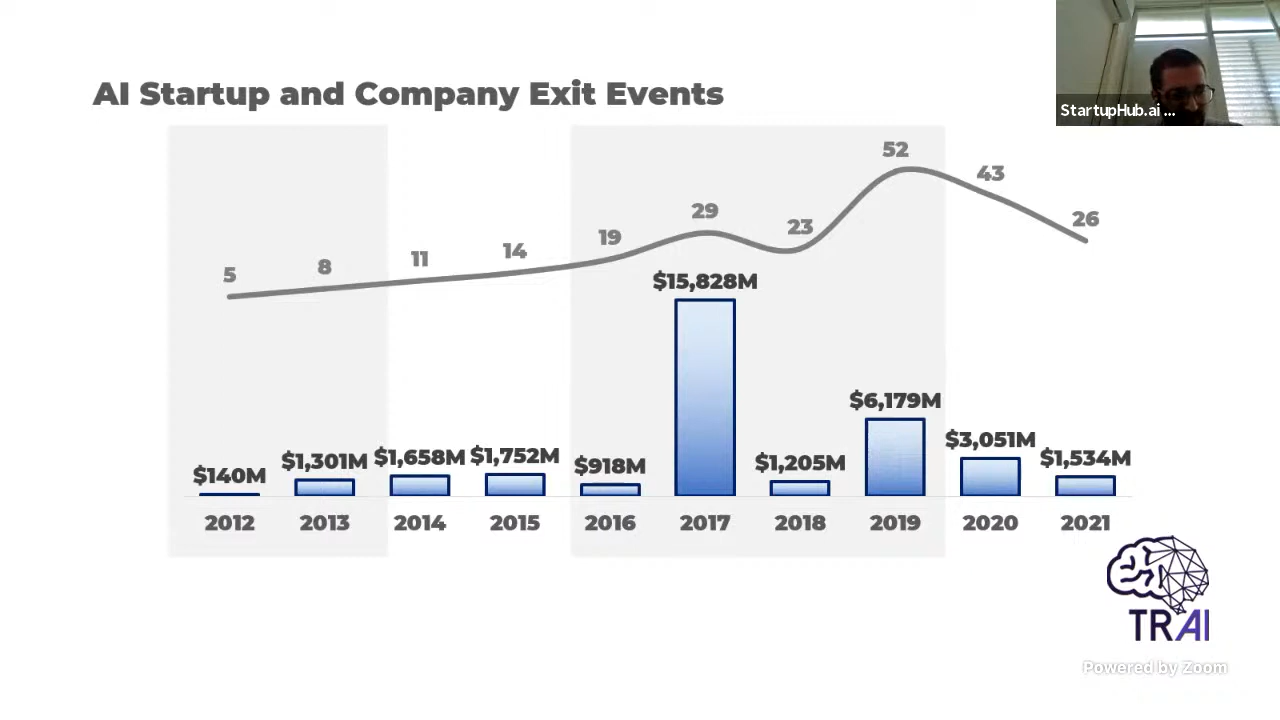 AI Startup and Company Exit Events
StartupHub.ai ...
5 8 11 14 19 29 23 52 43 26
$140M $1,301M $1,658M $1,752M $918M $15,828M $1,205M $6,179M $3,051M $1,534M
2012 2013 2014 2015 2016 2017 2018 2019 2020 2021
TRAI
Powered by Zoom